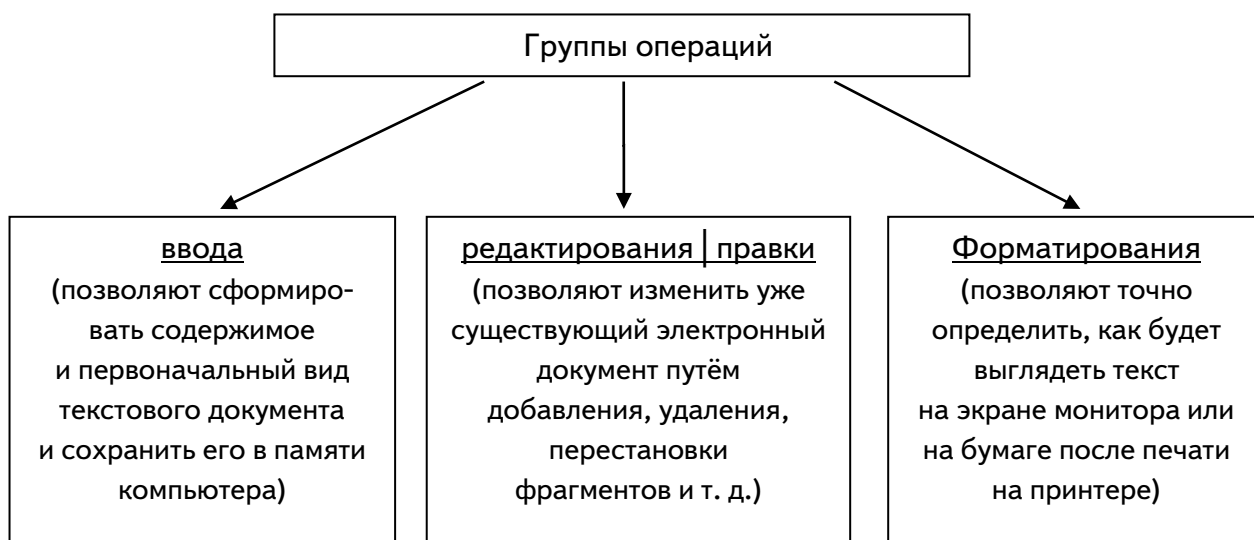 Группы операций
ввода
(позволяют сформиро-
вать содержимое
и первоначальный вид
текстового документа
и сохранить его в памяти
компьютера)
редактирования | правки
(позволяют изменить уже
существующий электронный
документ путём
добавления, удаления,
перестановки
фрагментов и т. д.)
Форматирования
(позволяют точно
определить, как будет
выглядеть текст
на экране монитора или
на бумаге после печати
на принтере)